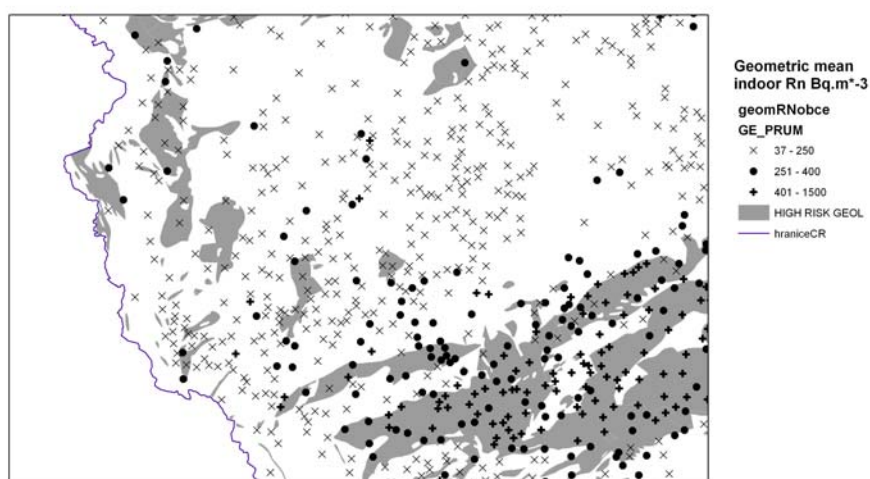 Geometric mean
indoor Rn Bq.m*-3
geomRNobce
GE_PRUM
37 - 250
251 - 400
401 - 1500
HIGH RISK GEOL
hraniceCR